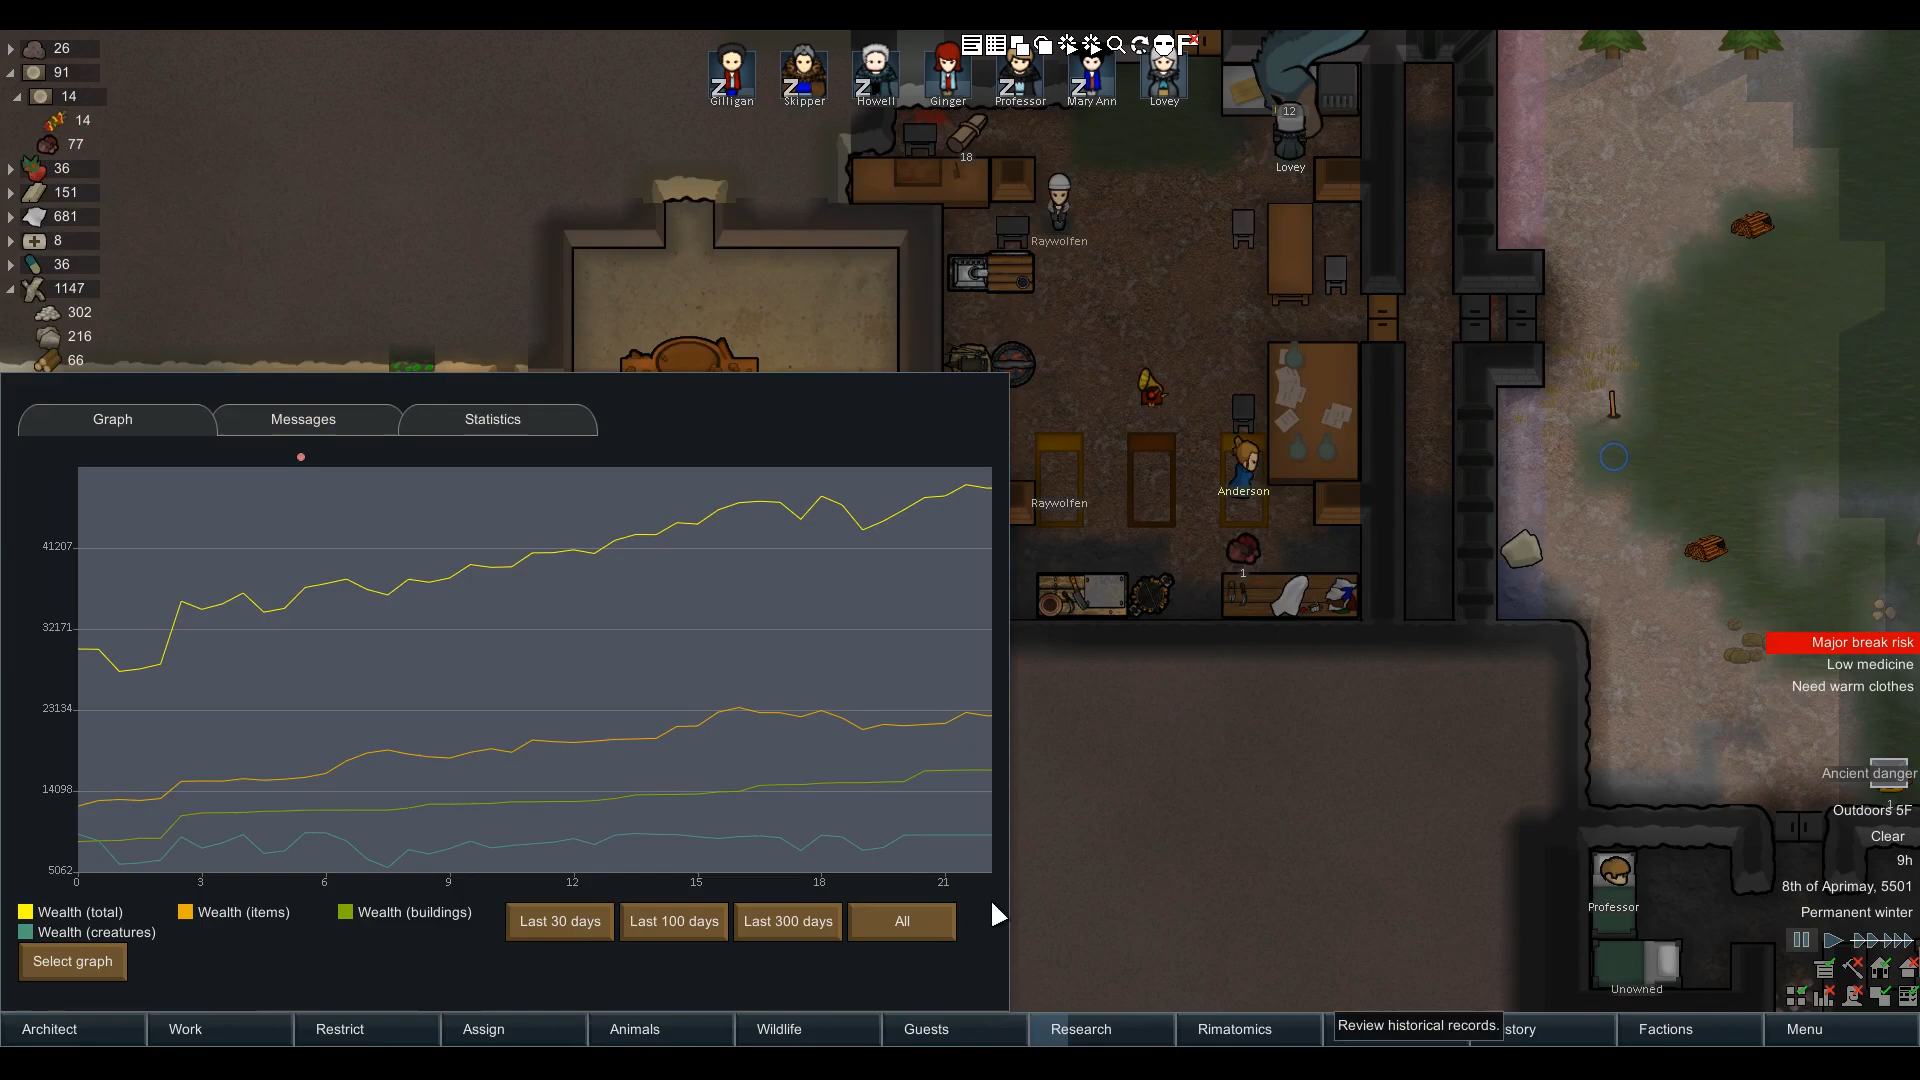 26
91
14
14
77
36
151
681
8
36
1147
302
216
66
Gilligan
Skipper
Howell
Ginger
Professor
Mary Ann
Lovey
18
12
Lovey
Raywolfen
Raywolfen
Anderson
1
Graph
Messages
Statistics
41207
32171
23134
14098
5062
0
3
6
9
12
15
18
21
Wealth (total)
Wealth (items)
Wealth (buildings)
Wealth (creatures)
Last 30 days
Last 100 days
Last 300 days
All
Select graph
Major break risk
Low medicine
Need warm clothes
Ancient danger
1
Outdoors 5F
Clear
9h
8th of Aprimay, 5501
Permanent winter
Professor
Unowned
Architect
Work
Restrict
Assign
Animals
Wildlife
Guests
Research
Rimatomics
Review historical records.
story
Factions
Menu